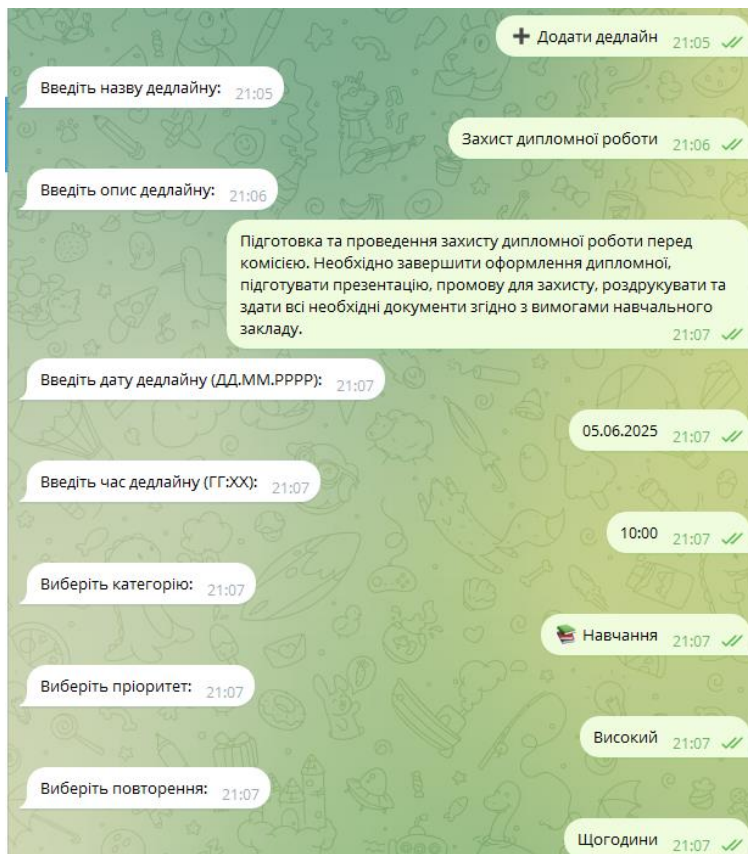 ➕ Додати дедлайн 21:05
Введіть назву дедлайну: 21:05
Захист дипломної роботи 21:06
Введіть опис дедлайну: 21:06
Підготовка та проведення захисту дипломної роботи перед
комісією. Необхідно завершити оформлення дипломної,
підготувати презентацію, промову для захисту, роздрукувати та
здати всі необхідні документи згідно з вимогами навчального
закладу. 21:07
Введіть дату дедлайну (ДД.ММ.РРРР): 21:07
05.06.2025 21:07
Введіть час дедлайну (ГГ:ХХ): 21:07
10:00 21:07
Виберіть категорію: 21:07
📚 Навчання 21:07
Виберіть пріоритет: 21:07
Високий 21:07
Виберіть повторення: 21:07
Щогодини 21:07